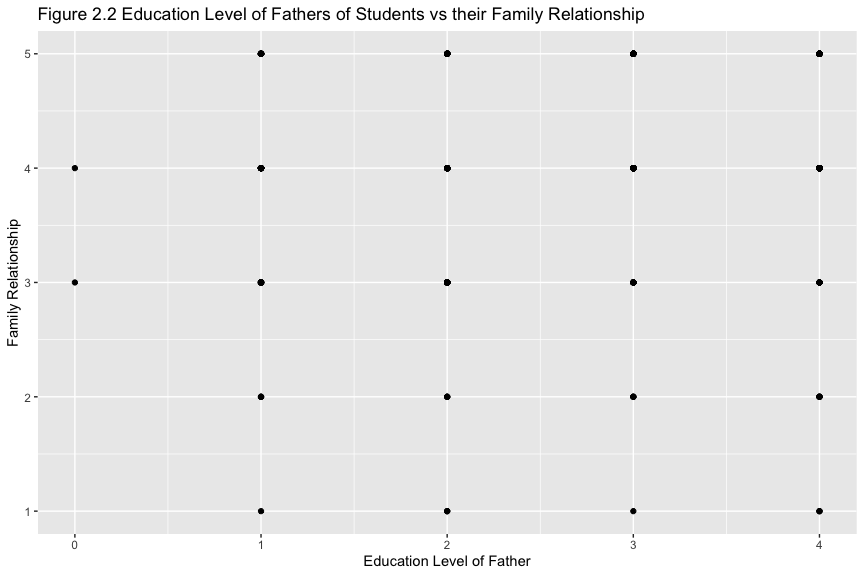 Figure 2.2 Education Level of Fathers of Students vs their Family Relationship
5
4
3
2
1
Family Relationship
0 1 2 3 4
Education Level of Father